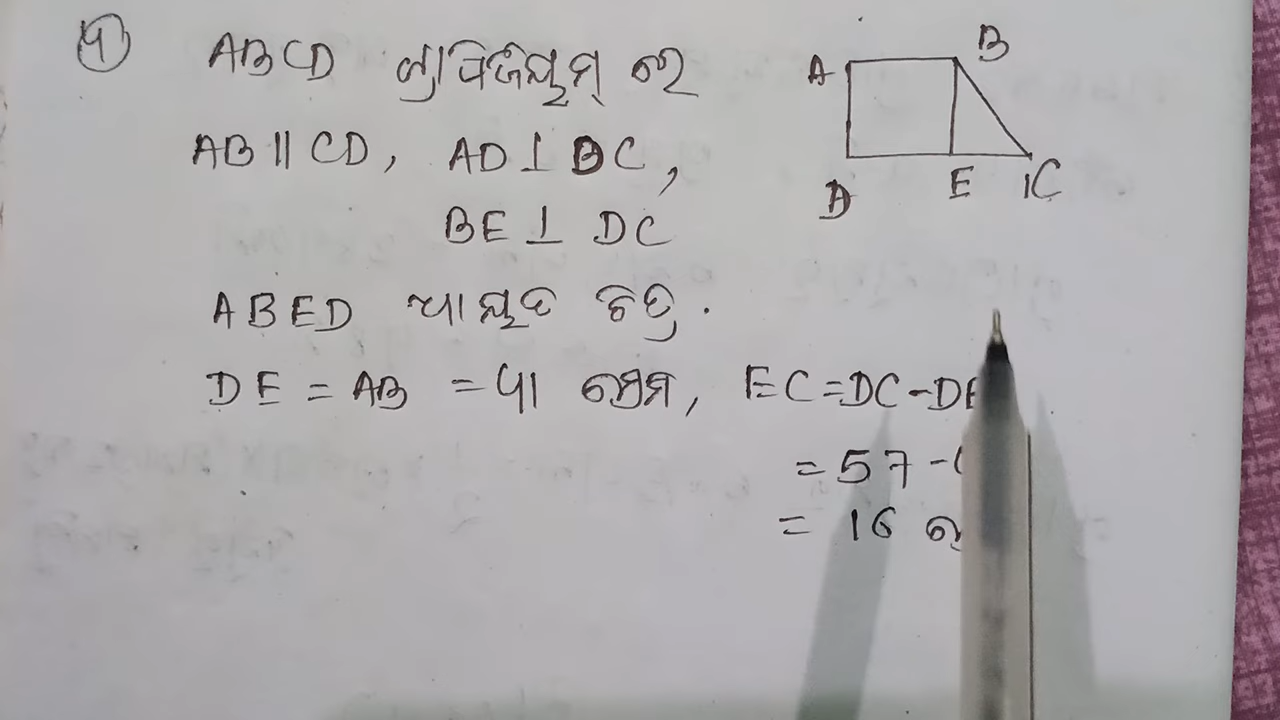 4 ABCD ଟ୍ରାପିଜିୟମ୍ ରେ
AB || CD, AD ⊥ DC,
BE ⊥ DC
ABED ଆୟତ ଚିତ୍ର.
DE = AB = 41 ସେମି, EC = DC - DE
= 57 -
= 16
A B
D E C